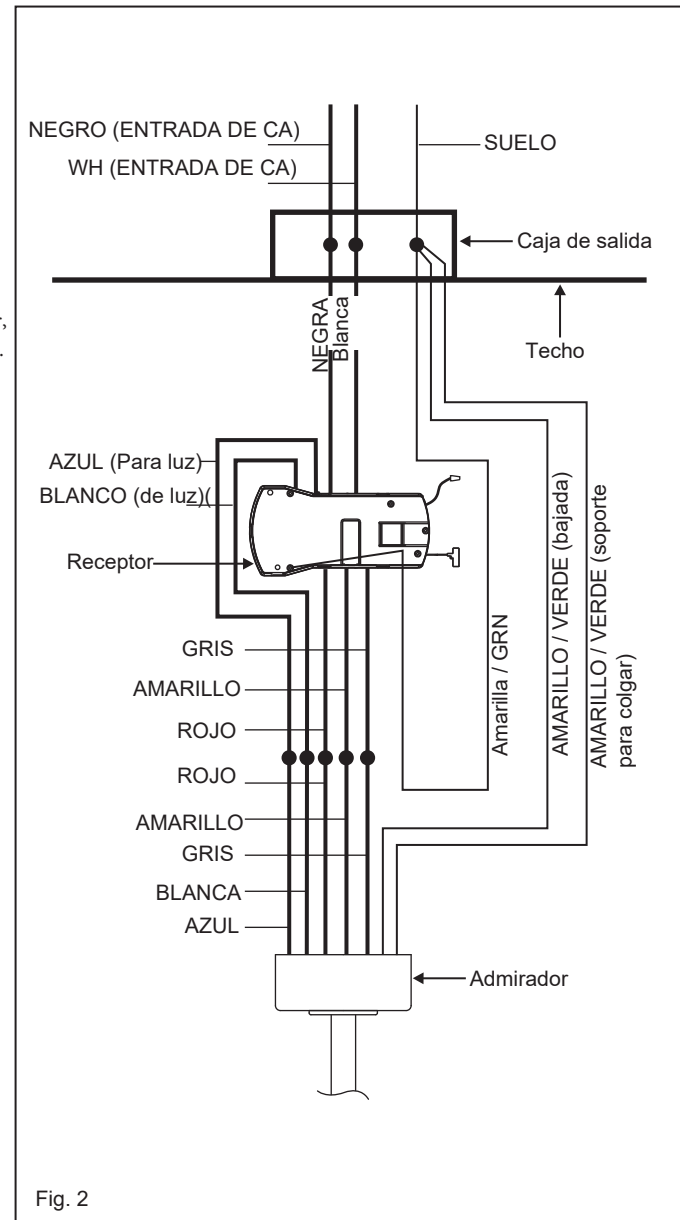 NEGRO (ENTRADA DE CA)
SUELO
WH (ENTRADA DE CA)
Caja de salida
NEGRA
Blanca
Techo
,
.
AZUL (Para luz)
BLANCO (de luz)(
Receptor
GRIS
AMARILLO
ROJO
ROJO
AMARILLO
GRIS
BLANCA
AZUL
Amarilla / GRN
AMARILLO / VERDE (bajada)
AMARILLO / VERDE (soporte
para colgar)
Admirador
Fig. 2